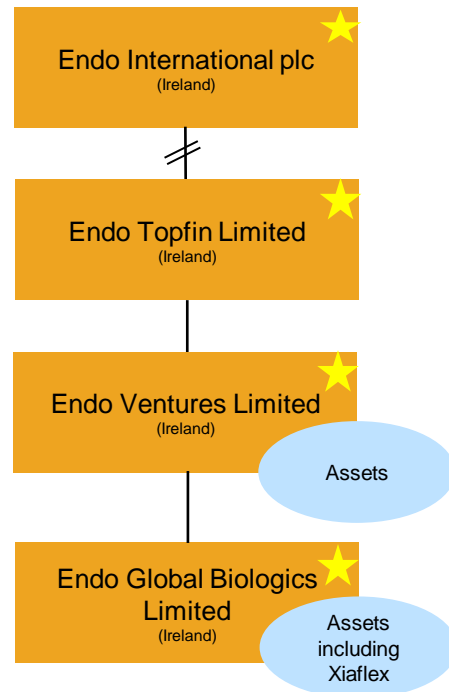 Endo International plc
(Ireland)
Endo Topfin Limited
(Ireland)
Endo Ventures Limited
(Ireland)
Assets
Endo Global Biologics
Limited
(Ireland)
Assets
including
Xiaflex